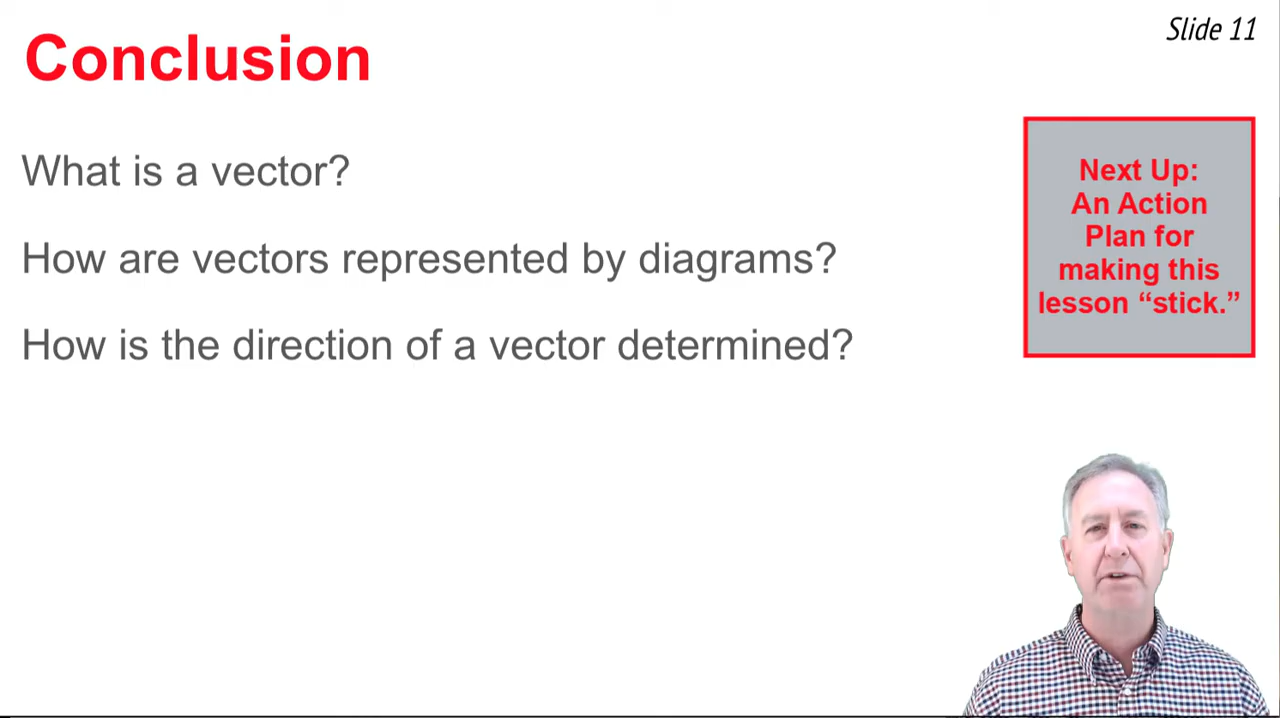 Slide 11
Conclusion
What is a vector?
How are vectors represented by diagrams?
How is the direction of a vector determined?
Next Up:
An Action
Plan for
making this
lesson “stick.”